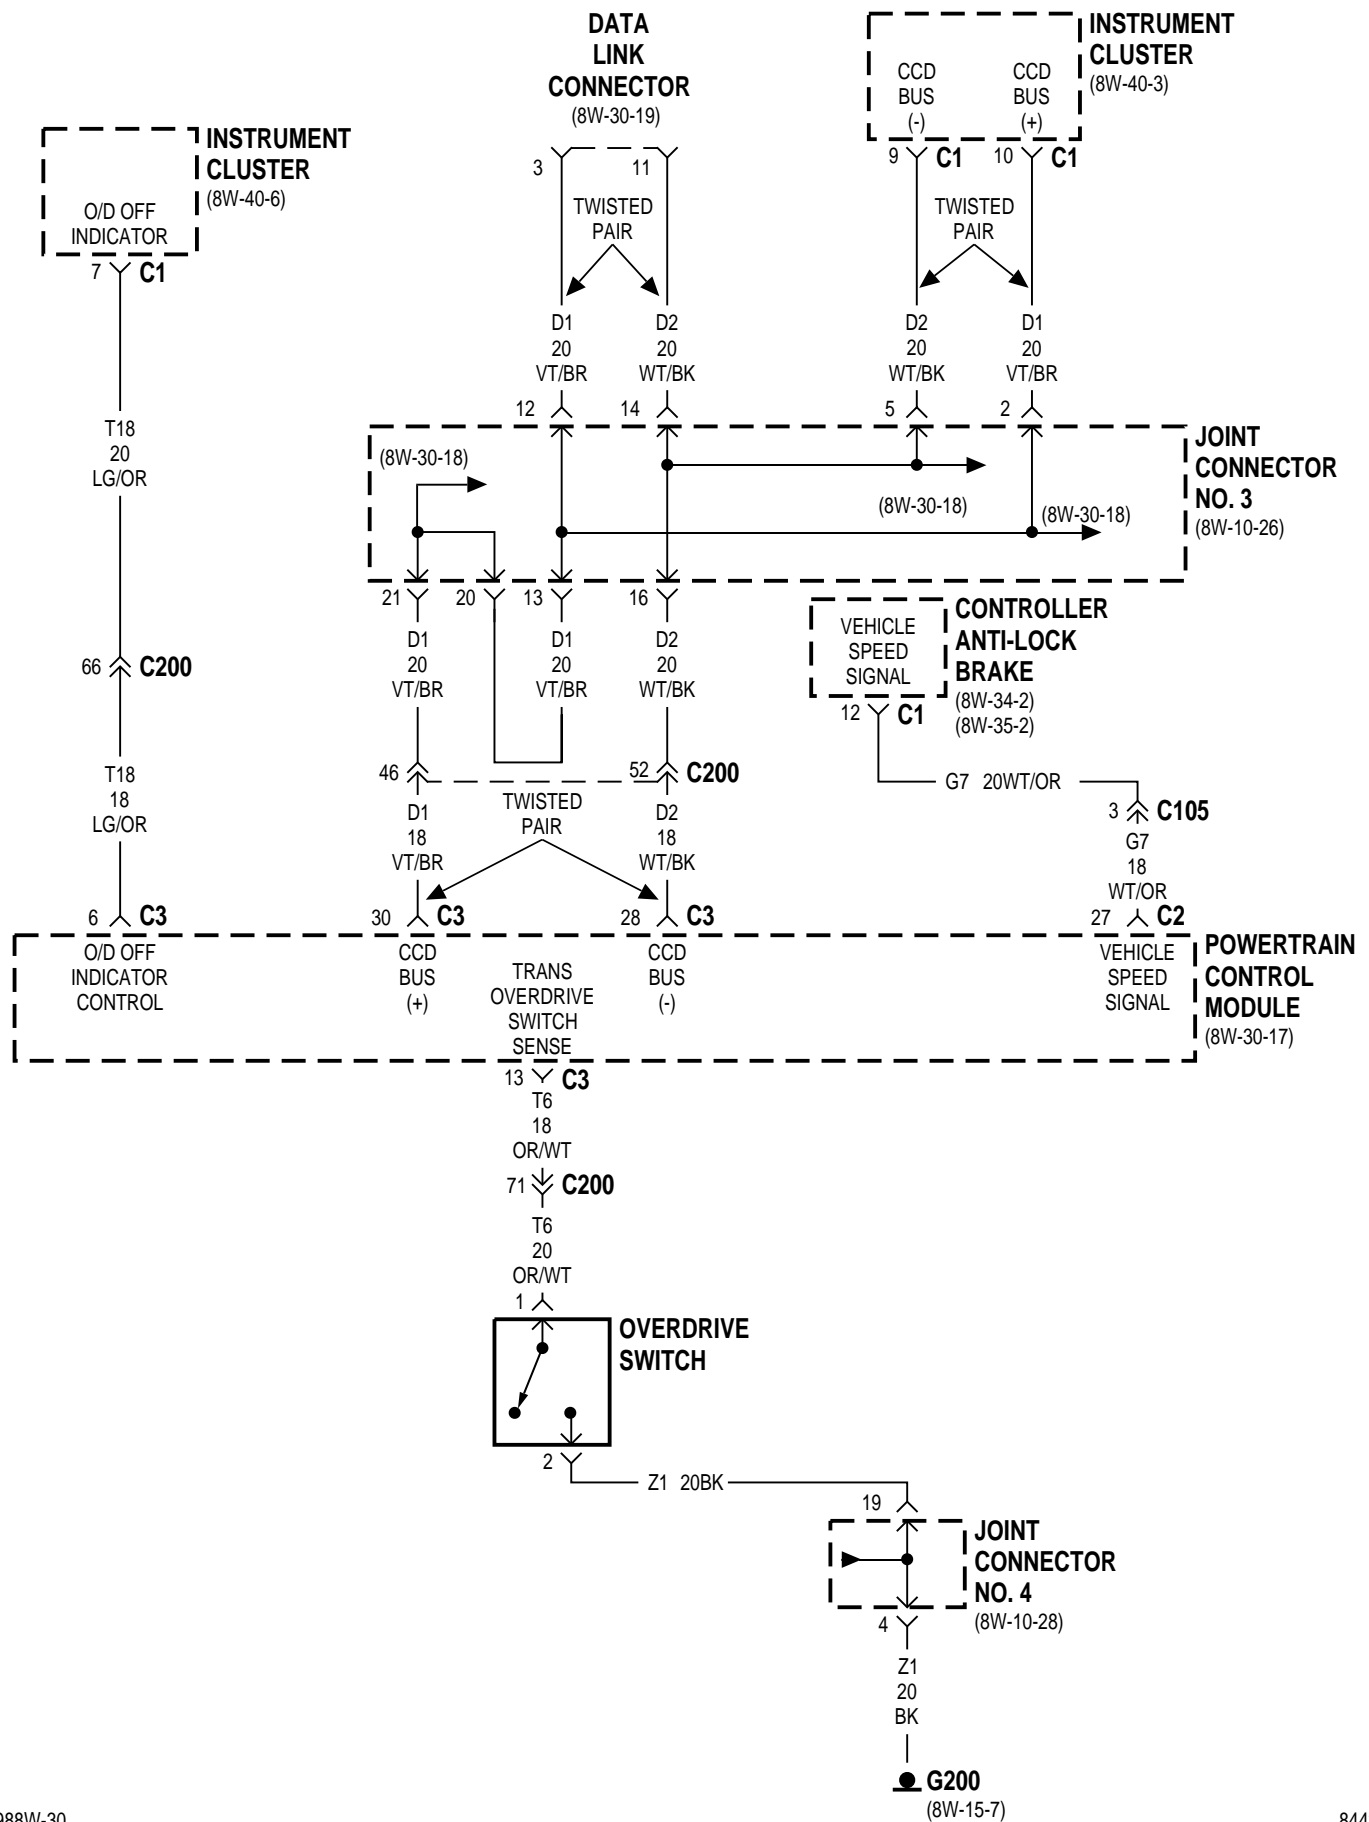 DATA
LINK
CONNECTOR
(8W-30-19)
INSTRUMENT
CLUSTER
(8W-40-3)
CCD
BUS
(-)
CCD
BUS
(+)
9
C1
10
C1
INSTRUMENT
CLUSTER
(8W-40-6)
O/D OFF
INDICATOR
7
C1
3
11
TWISTED
PAIR
TWISTED
PAIR
D1
20
VT/BR
D2
20
WT/BK
D2
20
WT/BK
D1
20
VT/BR
12
14
5
2
T18
20
LG/OR
(8W-30-18)
(8W-30-18)
(8W-30-18)
JOINT
CONNECTOR
NO. 3
(8W-10-26)
21
20
13
16
D1
20
VT/BR
D1
20
VT/BR
D2
20
WT/BK
VEHICLE
SPEED
SIGNAL
CONTROLLER
ANTI-LOCK
BRAKE
(8W-34-2)
(8W-35-2)
12
C1
66
C200
46
52
C200
G7 20WT/OR
3
C105
T18
18
LG/OR
D1
18
VT/BR
TWISTED
PAIR
D2
18
WT/BK
G7
18
WT/OR
6
C3
30
C3
28
C3
27
C2
O/D OFF
INDICATOR
CONTROL
CCD
BUS
(+)
TRANS
OVERDRIVE
SWITCH
SENSE
CCD
BUS
(-)
VEHICLE
SPEED
SIGNAL
POWERTRAIN
CONTROL
MODULE
(8W-30-17)
13
C3
T6
18
OR/WT
71
C200
T6
20
OR/WT
1
OVERDRIVE
SWITCH
2
Z1 20BK
19
JOINT
CONNECTOR
NO. 4
(8W-10-28)
4
Z1
20
BK
G200
(8W-15-7)
988W-30
844